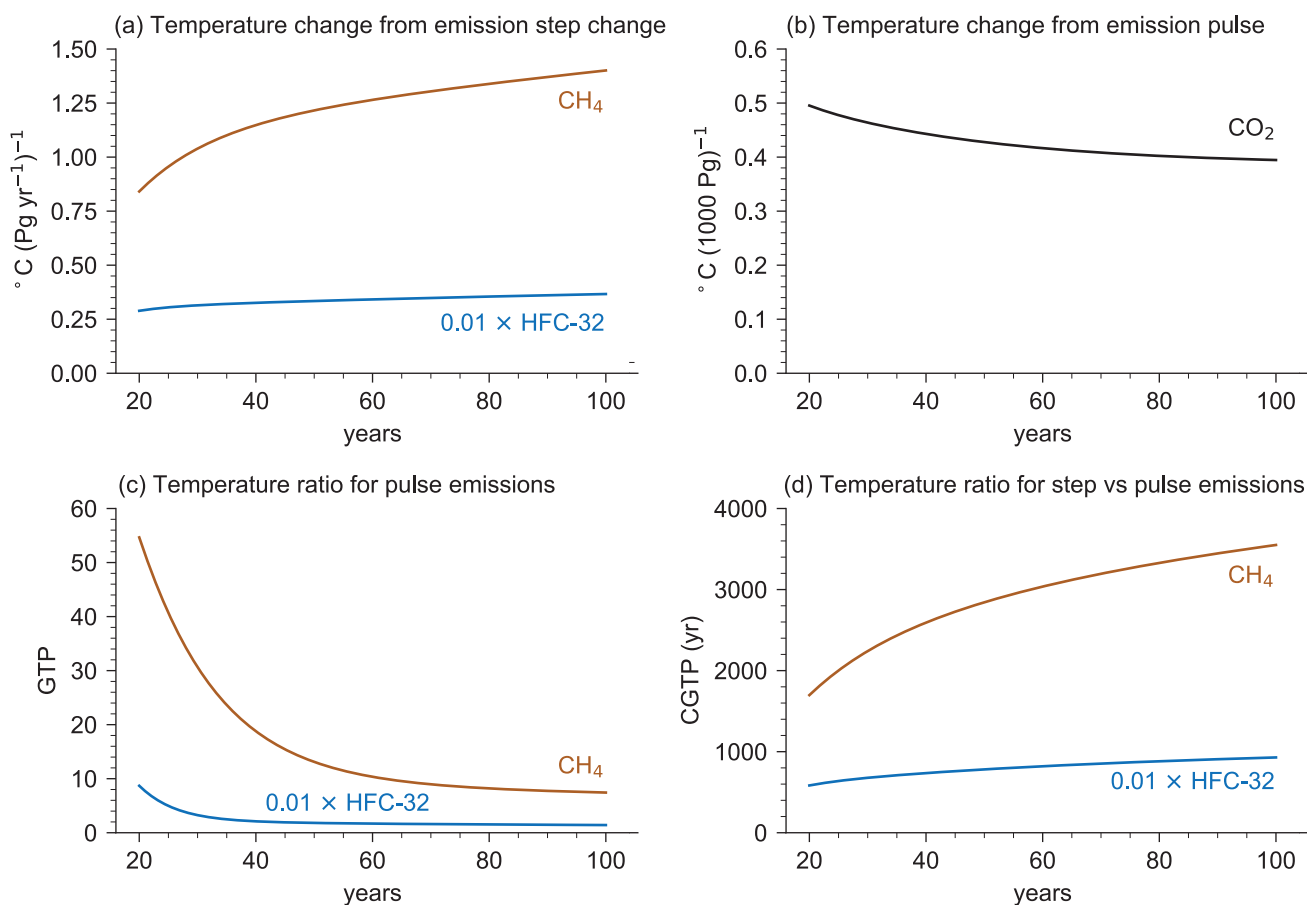 (a) Temperature change from emission step change
1.50
1.25
1.00
0.75
0.50
0.25
0.00
°C (Pg yr⁻¹)⁻¹
CH₄
0.01 × HFC-32
20 40 60 80 100
years
(b) Temperature change from emission pulse
0.6
0.5
0.4
0.3
0.2
0.1
0.0
°C (1000 Pg)⁻¹
CO₂
20 40 60 80 100
years
(c) Temperature ratio for pulse emissions
60
50
40
30
20
10
0
GTP
CH₄
0.01 × HFC-32
20 40 60 80 100
years
(d) Temperature ratio for step vs pulse emissions
4000
3000
2000
1000
0
CGTP (yr)
CH₄
0.01 × HFC-32
20 40 60 80 100
years